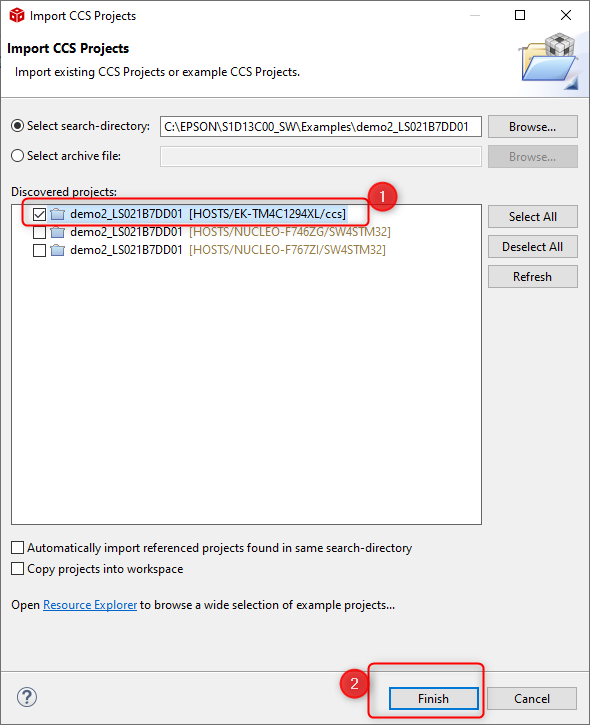 Import CCS Projects
Import CCS Projects
Import existing CCS Projects or example CCS Projects.
Select search-directory: C:\EPSON\S1D13C00_SW\Examples\demo2_LS021B7DD01 Browse...
Select archive file: Browse...
Discovered projects:
1
demo2_LS021B7DD01 [HOSTS/EK-TM4C1294XL/ccs] Select All
demo2_LS021B7DD01 [HOSTS/NUCLEO-F746ZG/SW4STM32]
demo2_LS021B7DD01 [HOSTS/NUCLEO-F767ZI/SW4STM32] Deselect All
Refresh
Automatically import referenced projects found in same search-directory
Copy projects into workspace
Open Resource Explorer to browse a wide selection of example projects...
2
? Finish Cancel